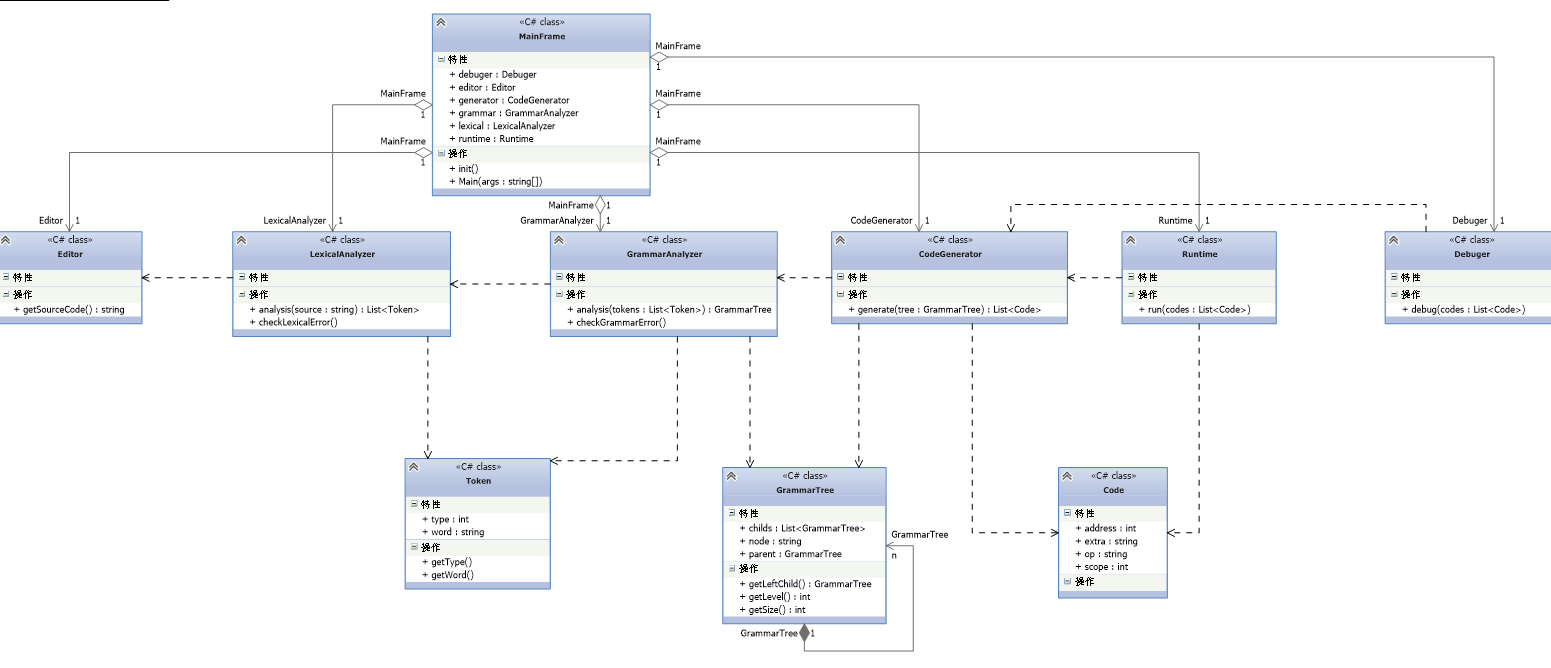 «C# class»
MainFrame
特性
+ debuger : Debuger
+ editor : Editor
+ generator : CodeGenerator
+ grammar : GrammarAnalyzer
+ lexical : LexicalAnalyzer
+ runtime : Runtime
操作
+ init()
+ Main(args : string[])
MainFrame
1
MainFrame
1
MainFrame
1
MainFrame
1
MainFrame
1
MainFrame
1
Editor
1
LexicalAnalyzer
1
GrammarAnalyzer
1
CodeGenerator
1
Runtime
1
Debuger
1
«C# class»
Editor
特性
操作
+ getSourceCode() : string
«C# class»
LexicalAnalyzer
特性
操作
+ analysis(source : string) : List<Token>
+ checkLexicalError()
«C# class»
GrammarAnalyzer
特性
操作
+ analysis(tokens : List<Token>) : GrammarTree
+ checkGrammarError()
«C# class»
CodeGenerator
特性
操作
+ generate(tree : GrammarTree) : List<Code>
«C# class»
Runtime
特性
操作
+ run(codes : List<Code>)
«C# class»
Debuger
特性
操作
+ debug(codes : List<Code>)
«C# class»
Token
特性
+ type : int
+ word : string
操作
+ getType()
+ getWord()
«C# class»
GrammarTree
特性
+ childs : List<GrammarTree>
+ node : string
+ parent : GrammarTree
操作
+ getLeftChild() : GrammarTree
+ getLevel() : int
+ getSize() : int
GrammarTree
n
GrammarTree
1
«C# class»
Code
特性
+ address : int
+ extra : string
+ op : string
+ scope : int
操作